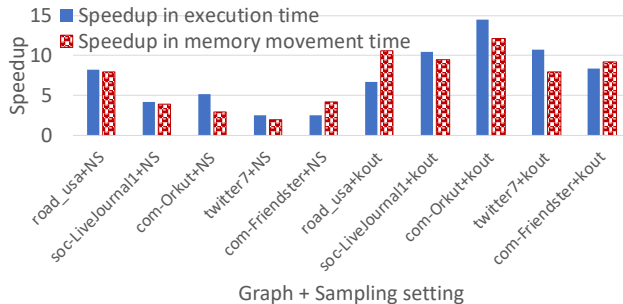 15
Speedup in execution time
Speedup in memory movement time
10
5
0
Speedup
road_usa+NS
soc-LiveJournal1+NS
com-Orkut+NS
twitter7+NS
com-Friendster+NS
road_usa+kout
soc-LiveJournal1+kout
com-Orkut+kout
twitter7+kout
com-Friendster+kout
Graph + Sampling setting